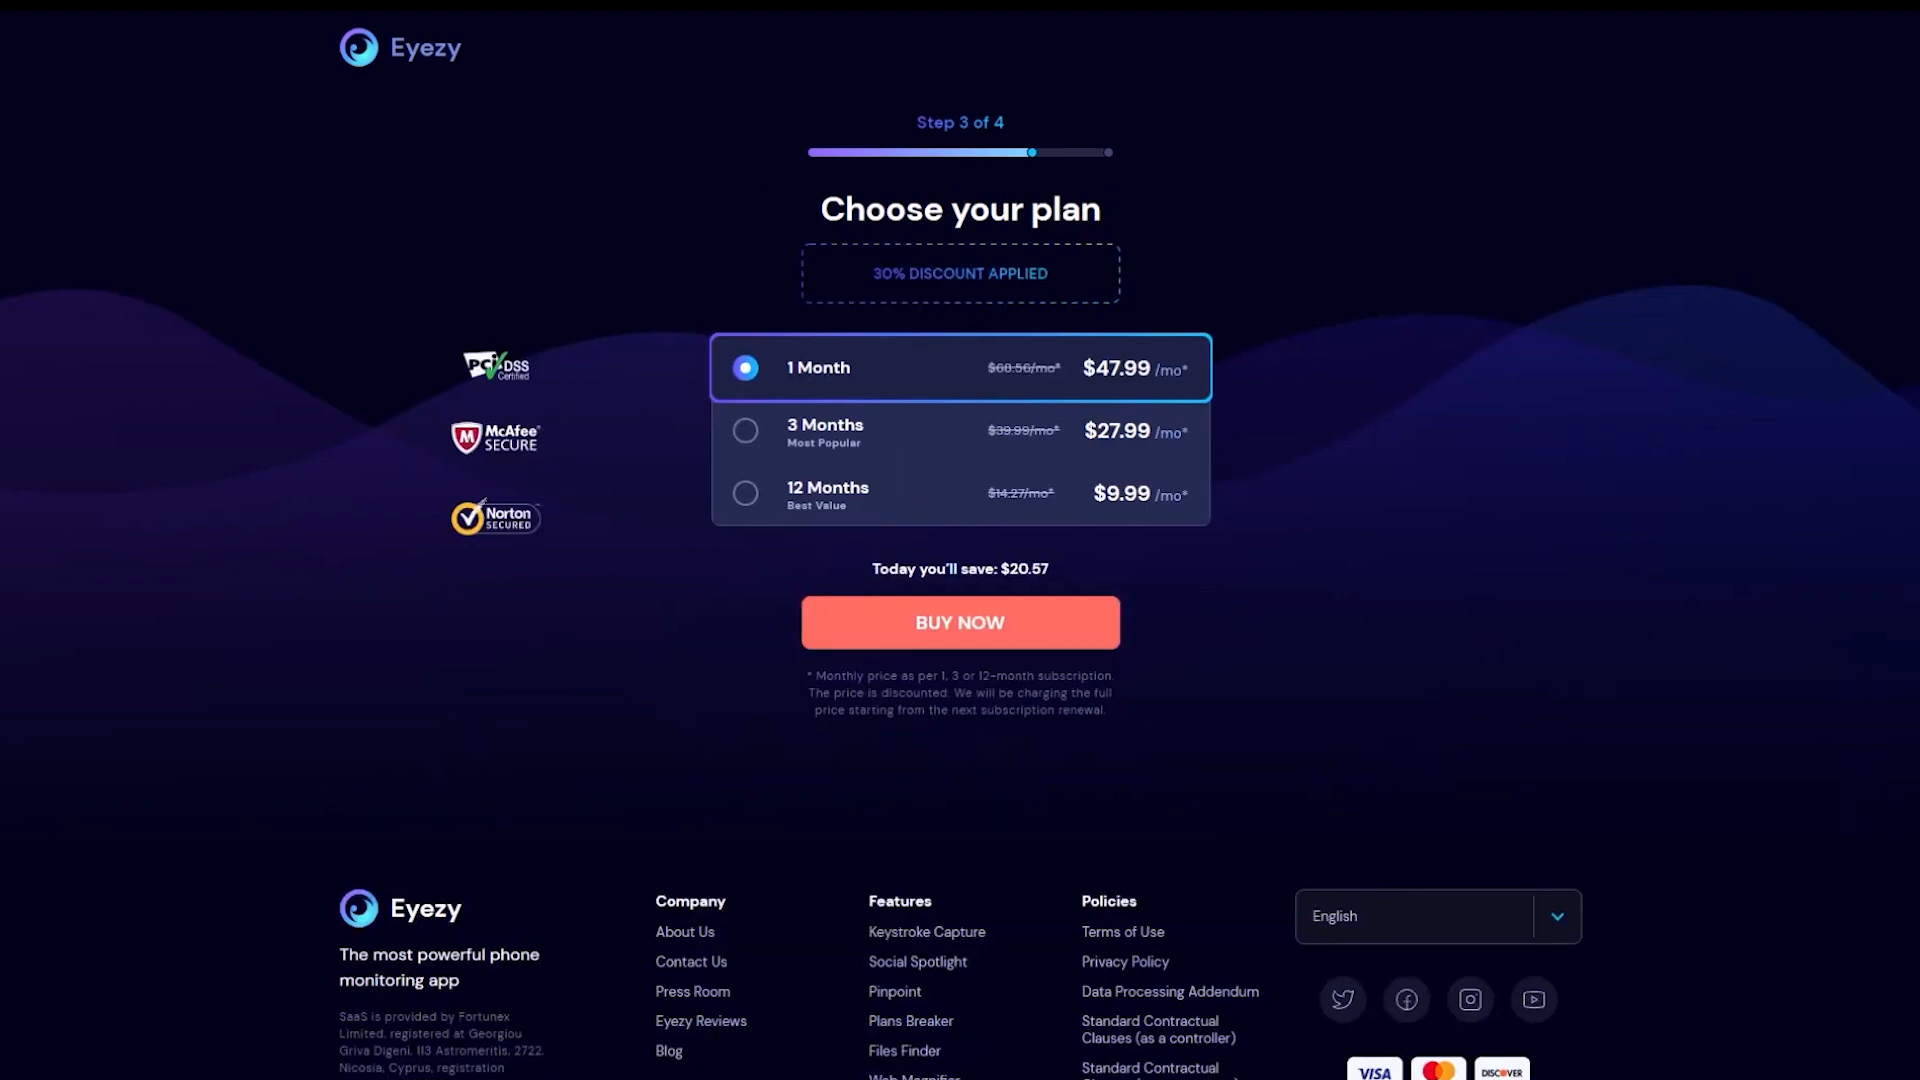 Eyezy
Step 3 of 4
Choose your plan
30% DISCOUNT APPLIED
1 Month $68.56/mo* $47.99 /mo*
3 Months $39.99/mo* $27.99 /mo*
Most Popular
12 Months $14.27/mo* $9.99 /mo*
Best Value
PCI DSS
Certified
McAfee
SECURE
Norton
SECURED
Today you'll save: $20.57
BUY NOW
* Monthly price as per 1, 3 or 12-month subscription.
The price is discounted. We will be charging the full
price starting from the next subscription renewal.
Eyezy
The most powerful phone
monitoring app
SaaS is provided by Fortunex
Limited, registered at Georgiou
Griva Digeni, 113 Astromeritis, 2722,
Nicosia, Cyprus, registration
Company
About Us
Contact Us
Press Room
Eyezy Reviews
Blog
Features
Keystroke Capture
Social Spotlight
Pinpoint
Plans Breaker
Files Finder
Web Magnifier
Policies
Terms of Use
Privacy Policy
Data Processing Addendum
Standard Contractual
Clauses (as a controller)
Standard Contractual
English
VISA
DISCOVER